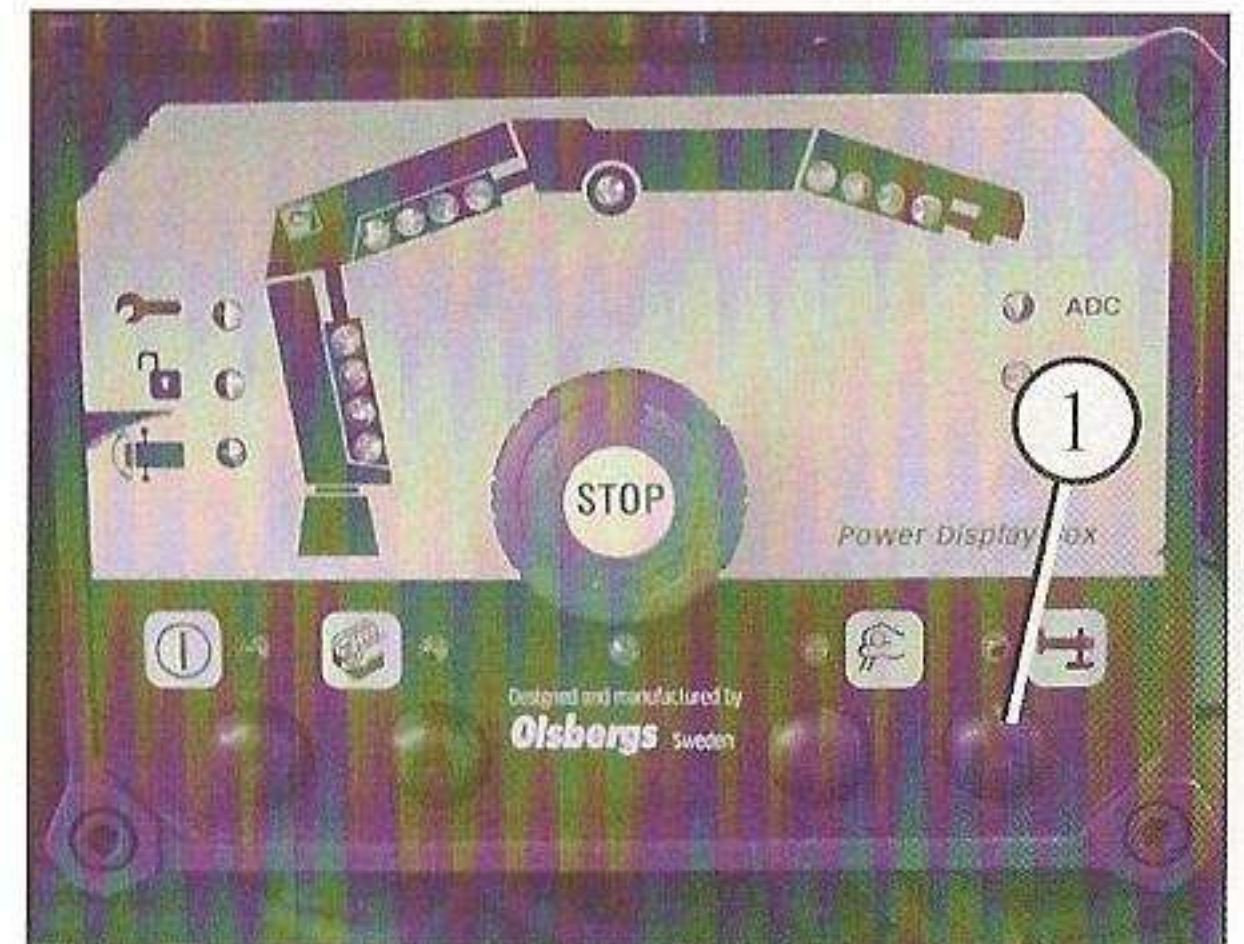 ADC
1
STOP
Power Display
Designed and manufactured by
Olsbergs Sweden